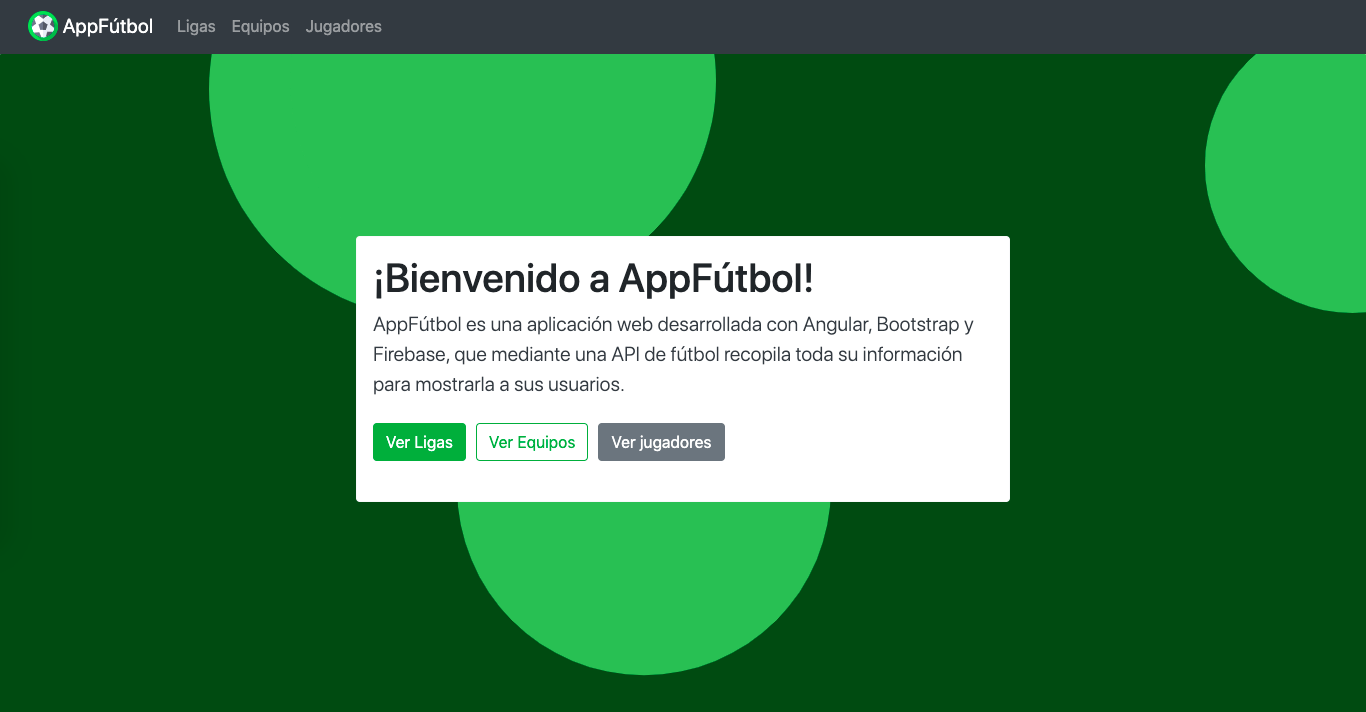 AppFútbol Ligas Equipos Jugadores
¡Bienvenido a AppFútbol!
AppFútbol es una aplicación web desarrollada con Angular, Bootstrap y
Firebase, que mediante una API de fútbol recopila toda su información
para mostrarla a sus usuarios.
Ver Ligas Ver Equipos Ver jugadores